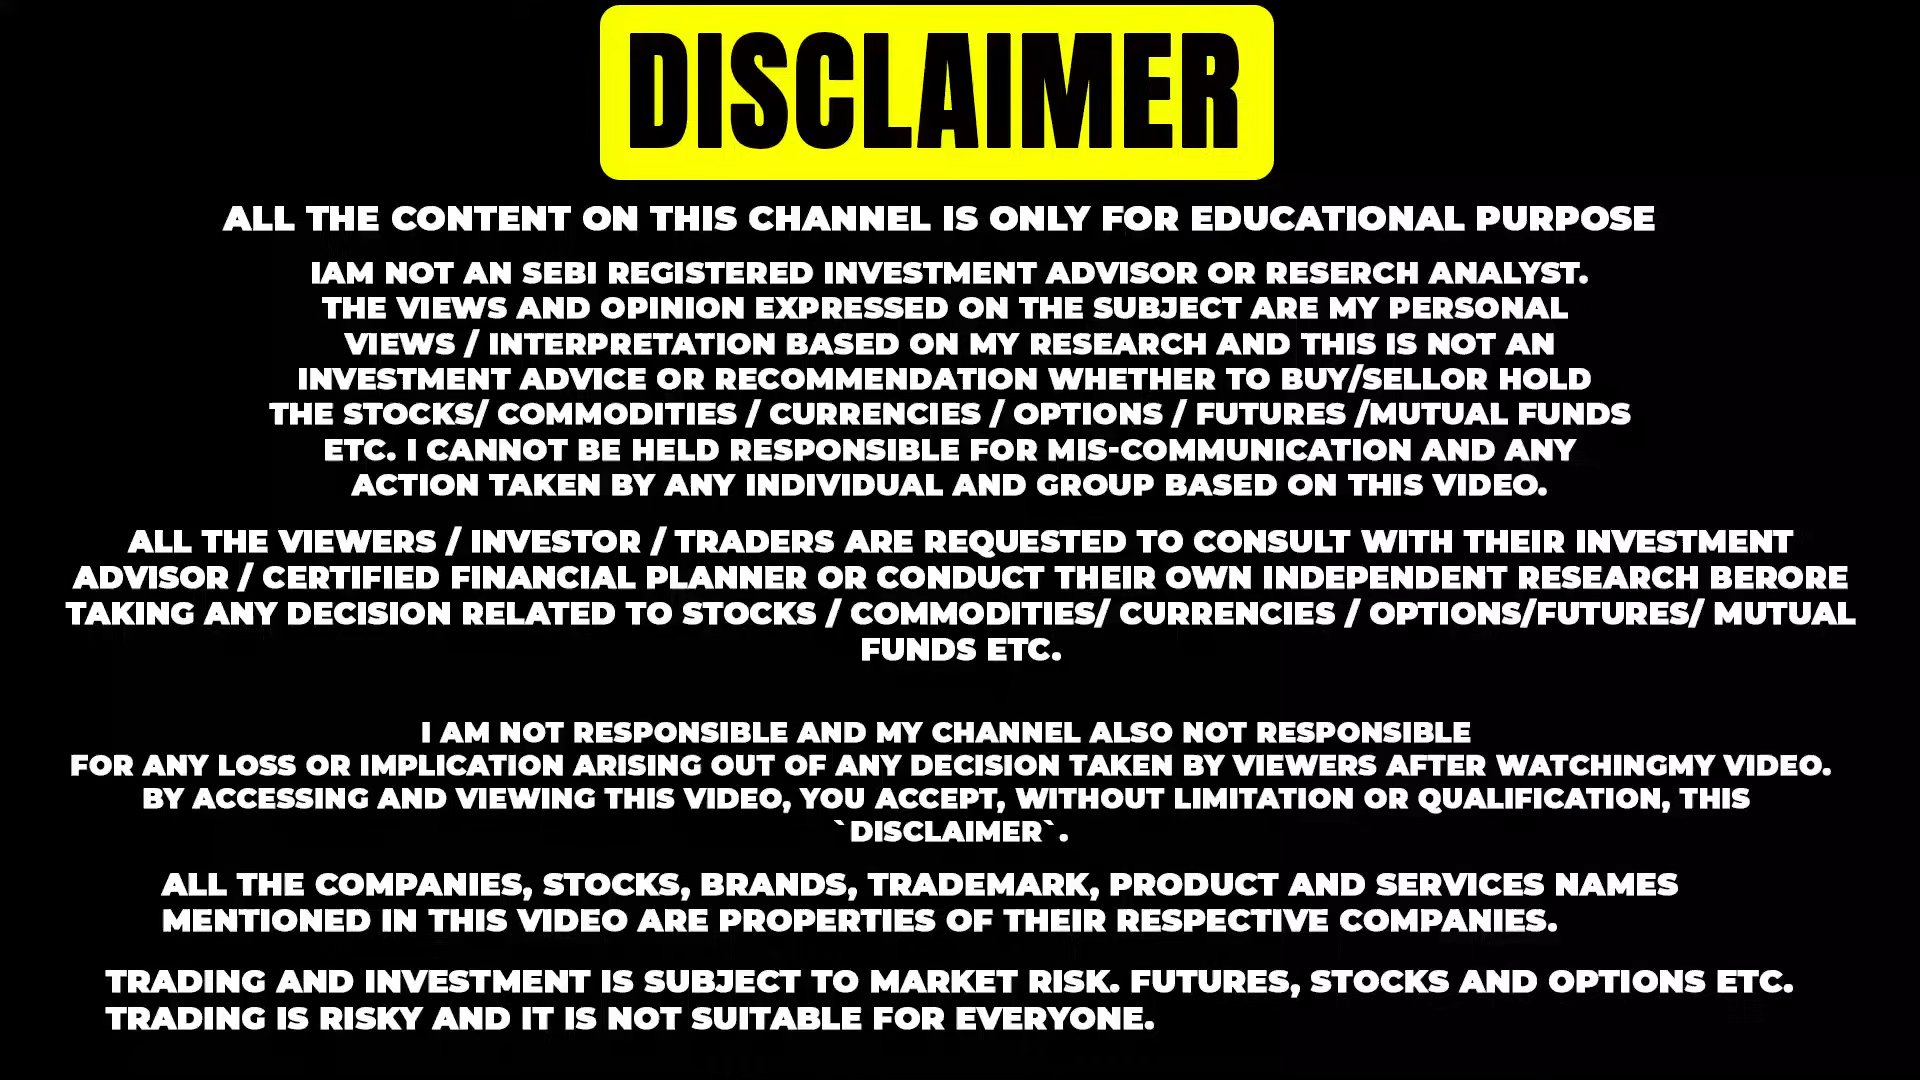 DISCLAIMER
ALL THE CONTENT ON THIS CHANNEL IS ONLY FOR EDUCATIONAL PURPOSE
IAM NOT AN SEBI REGISTERED INVESTMENT ADVISOR OR RESERCH ANALYST.
THE VIEWS AND OPINION EXPRESSED ON THE SUBJECT ARE MY PERSONAL
VIEWS / INTERPRETATION BASED ON MY RESEARCH AND THIS IS NOT AN
INVESTMENT ADVICE OR RECOMMENDATION WHETHER TO BUY/SELLOR HOLD
THE STOCKS/ COMMODITIES / CURRENCIES / OPTIONS / FUTURES /MUTUAL FUNDS
ETC. I CANNOT BE HELD RESPONSIBLE FOR MIS-COMMUNICATION AND ANY
ACTION TAKEN BY ANY INDIVIDUAL AND GROUP BASED ON THIS VIDEO.
ALL THE VIEWERS / INVESTOR / TRADERS ARE REQUESTED TO CONSULT WITH THEIR INVESTMENT
ADVISOR / CERTIFIED FINANCIAL PLANNER OR CONDUCT THEIR OWN INDEPENDENT RESEARCH BERORE
TAKING ANY DECISION RELATED TO STOCKS / COMMODITIES/ CURRENCIES / OPTIONS/FUTURES/ MUTUAL
FUNDS ETC.
I AM NOT RESPONSIBLE AND MY CHANNEL ALSO NOT RESPONSIBLE
FOR ANY LOSS OR IMPLICATION ARISING OUT OF ANY DECISION TAKEN BY VIEWERS AFTER WATCHINGMY VIDEO.
BY ACCESSING AND VIEWING THIS VIDEO, YOU ACCEPT, WITHOUT LIMITATION OR QUALIFICATION, THIS
`DISCLAIMER`.
ALL THE COMPANIES, STOCKS, BRANDS, TRADEMARK, PRODUCT AND SERVICES NAMES
MENTIONED IN THIS VIDEO ARE PROPERTIES OF THEIR RESPECTIVE COMPANIES.
TRADING AND INVESTMENT IS SUBJECT TO MARKET RISK. FUTURES, STOCKS AND OPTIONS ETC.
TRADING IS RISKY AND IT IS NOT SUITABLE FOR EVERYONE.